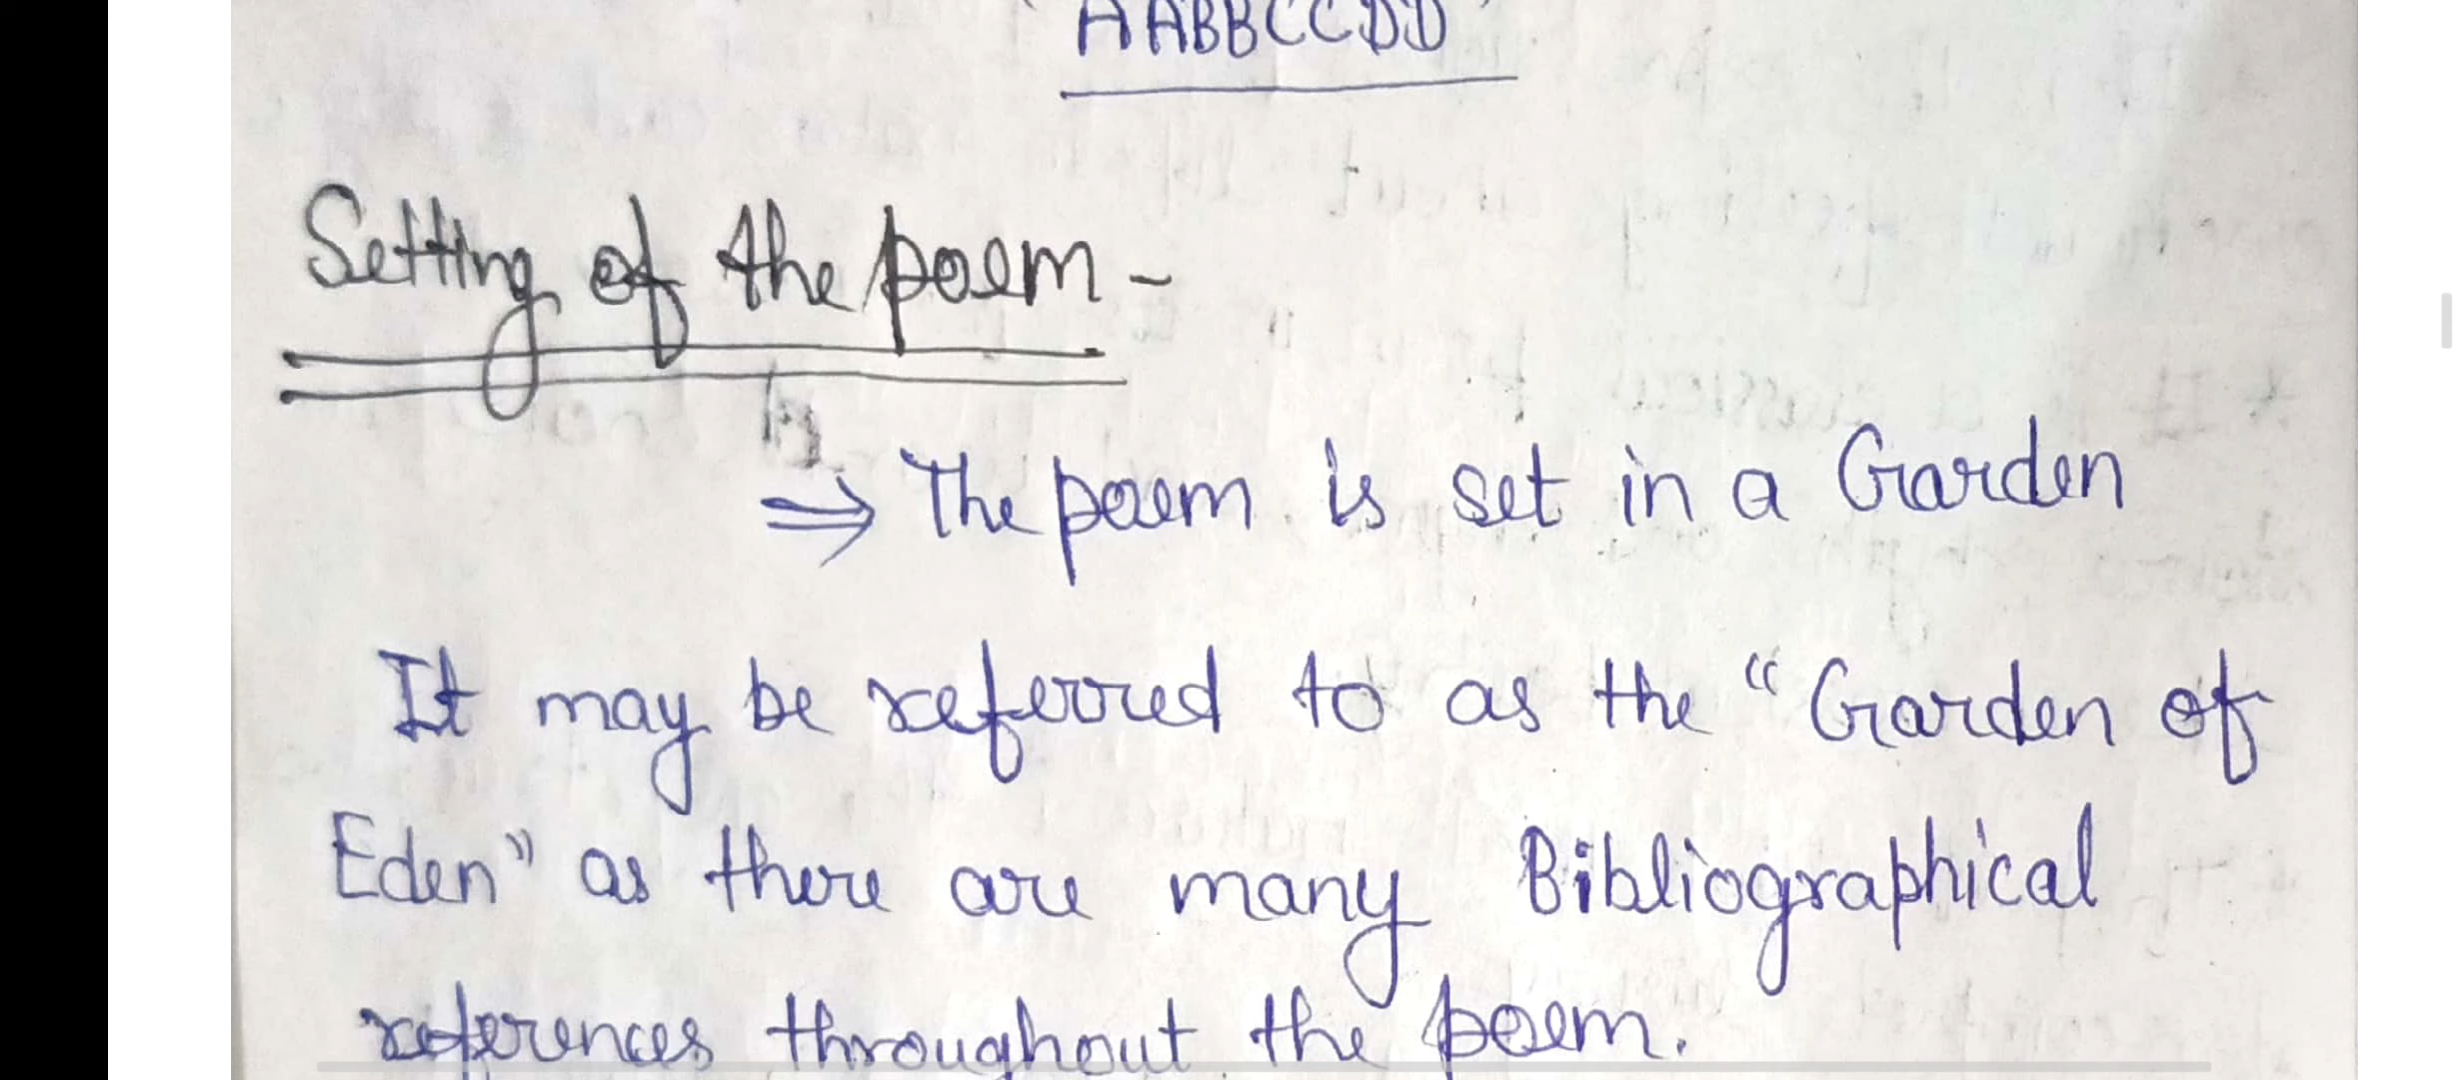 "AABBCCDD"
Setting of the poem -
⇒ The poem is set in a Garden
It may be referred to as the "Garden of
Eden" as there are many Bibliographical
references throughout the poem.